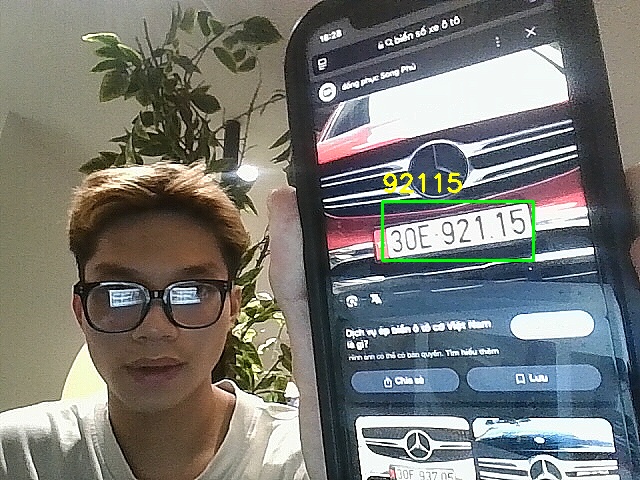 16:28
biển số xe ô tô
đồng phục Song Phú
92115
30E-921.15
Dịch vụ ép biển ô tô cũ Việt Nam
là gì?
Hình ảnh có thể có bản quyền. Tìm hiểu thêm
Chia sẻ
Lưu
30E 937.05